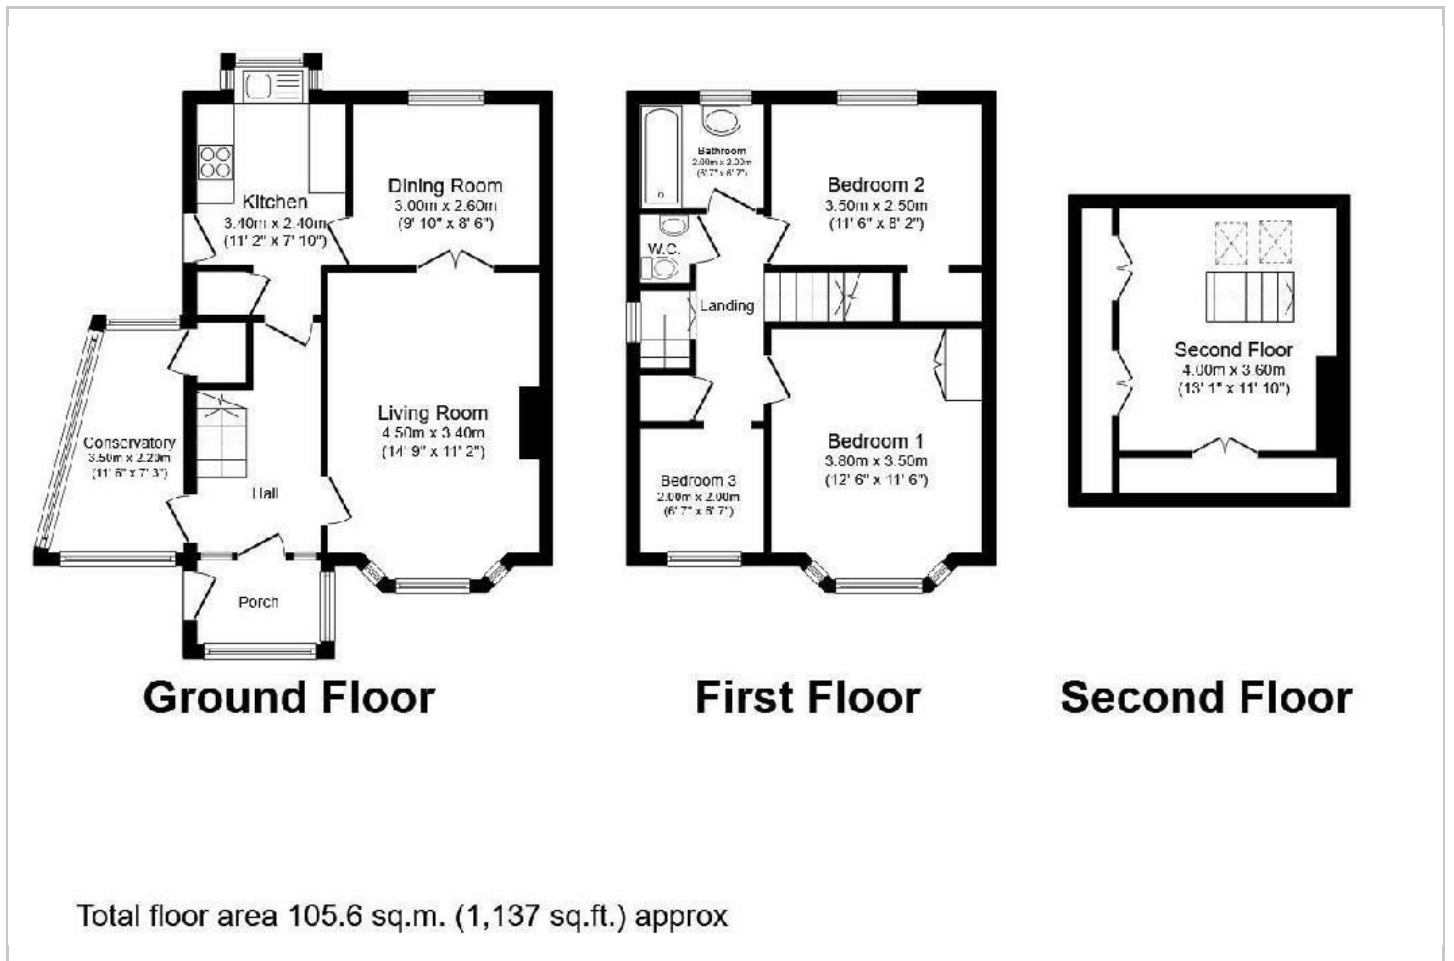 Kitchen
3.40m x 2.40m
(11' 2" x 7' 10")
Dining Room
3.00m x 2.60m
(9' 10" x 8' 6")
Living Room
4.50m x 3.40m
(14' 9" x 11' 2")
Conservatory
3.50m x 2.20m
(11' 6" x 7' 3")
Hall
Porch
Ground Floor
Bathroom
2.00m x 2.00m
(6' 7" x 6' 7")
Bedroom 2
3.50m x 2.50m
(11' 6" x 8' 2")
W.C.
Landing
Bedroom 1
3.80m x 3.50m
(12' 6" x 11' 6")
Bedroom 3
2.00m x 2.00m
(6' 7" x 6' 7")
First Floor
Second Floor
4.00m x 3.60m
(13' 1" x 11' 10")
Second Floor
Total floor area 105.6 sq.m. (1,137 sq.ft.) approx